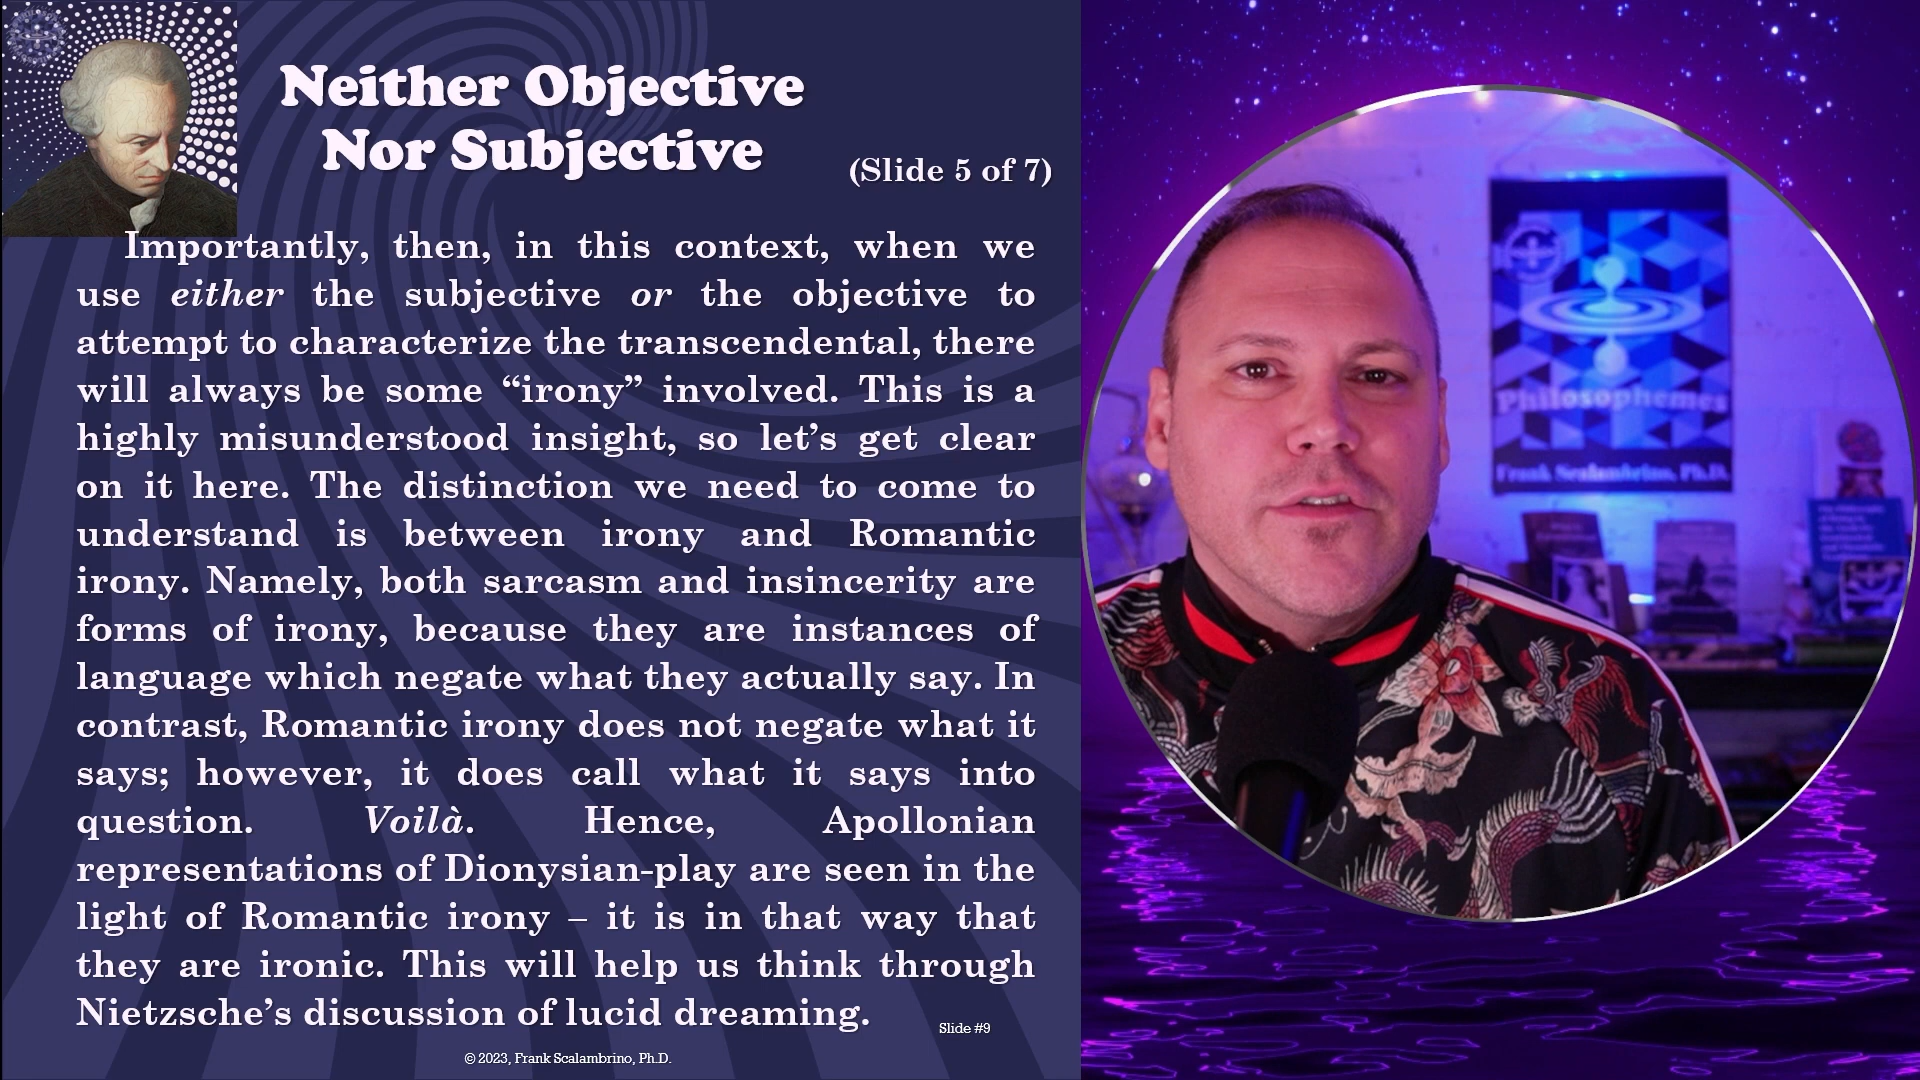 Neither Objective
Nor Subjective
(Slide 5 of 7)
Importantly, then, in this context, when we
use either the subjective or the objective to
attempt to characterize the transcendental, there
will always be some “irony” involved. This is a
highly misunderstood insight, so let’s get clear
on it here. The distinction we need to come to
understand is between irony and Romantic
irony. Namely, both sarcasm and insincerity are
forms of irony, because they are instances of
language which negate what they actually say. In
contrast, Romantic irony does not negate what it
says; however, it does call what it says into
question. Voilà. Hence, Apollonian
representations of Dionysian-play are seen in the
light of Romantic irony – it is in that way that
they are ironic. This will help us think through
Nietzsche’s discussion of lucid dreaming.
Slide #9
© 2023, Frank Scalambrino, Ph.D.
Philosophemes
Frank Scalambrino, Ph.D.